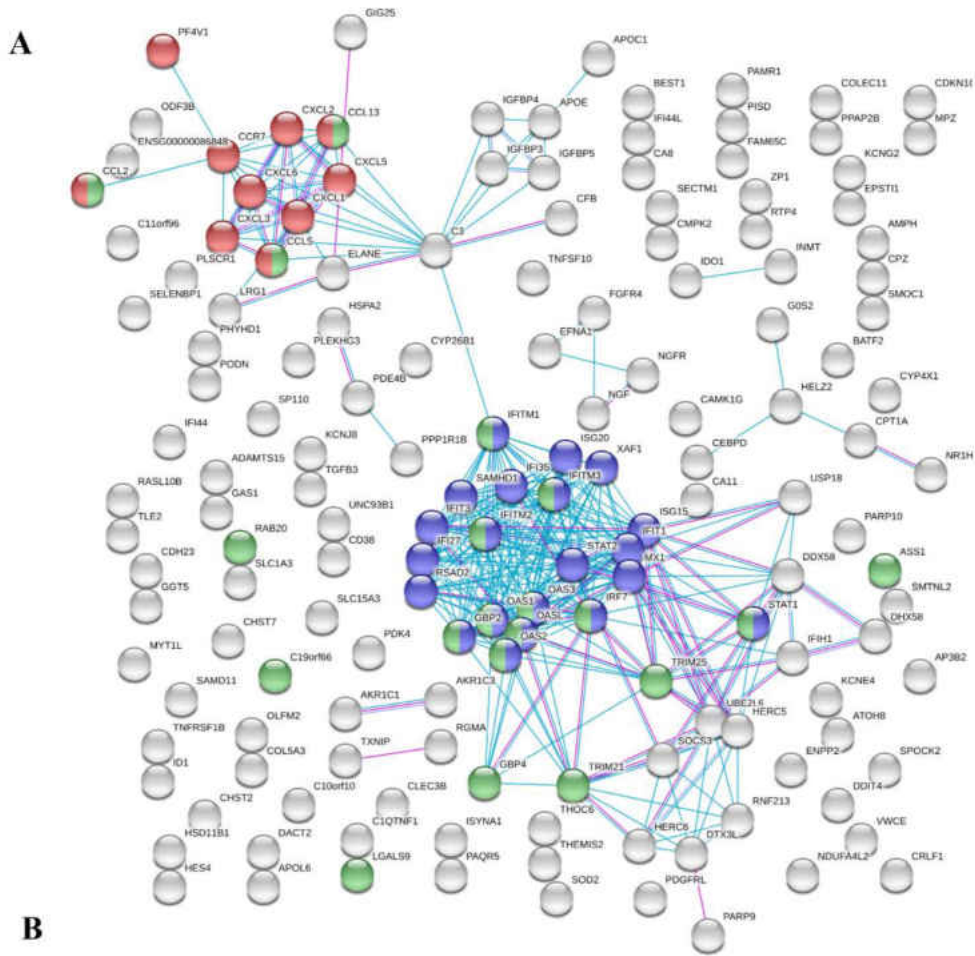 A
GIG25
PF4V1
APOC1
ODF3B
CXCL2
CCL13
IGFBP4
APOE
BEST1
PAMR1
COLEC11
IFI44L
PISD
PPAP2B
MPZ
ENSG00000086848
CCR7
CA8
FAM65C
CCL2
CXCL6
CXCL5
IGFBP3
IGFBP5
KCNG2
CXCL3
CXCL1
SECTM1
ZP1
EPSTI1
C11orf96
PLSCR1
CCL5
C3
CFB
CMPK2
RTP4
AMPH
ELANE
TNFSF10
IDO1
INMT
CPZ
SELENBP1
LRG1
HSPA2
FGFR4
G0S2
SMOC1
PHYHD1
PLEKHG3
CYP26B1
EFNA1
BATF2
PODN
PDE4B
NGFR
HELZ2
CYP4X1
SP110
IFITM1
NGF
CAMK1G
CPT1A
IFI44
KCNJ8
PPP1R1B
ISG20
XAF1
CEBPD
NR1H
ADAMTS15
TGFB3
SAMHD1
IFI35
IFITM3
CA11
USP18
RASL10B
GAS1
UNC93B1
IFIT3
IFITM2
ISG15
TLE2
RAB20
CD38
IFI27
STAT2
IFIT1
PARP10
CDH23
SLC1A3
RSAD2
MX1
DDX58
ASS1
GGT5
OAS1
OAS3
SMTNL2
SLC15A3
GBP2
OASL
IRF7
STAT1
DHX58
CHST7
OAS2
MYT1L
PDK4
TRIM25
IFIH1
C19orf66
AP3B2
SAMD11
AKR1C3
KCNE4
AKR1C1
UBE2L6
HERC5
TNFRSF1B
OLFM2
RGMA
ATOH8
ID1
COL5A3
TXNIP
GBP4
TRIM21
SOCS3
ENPP2
SPOCK2
C10orf10
CLEC3B
THOC6
RNF213
DDIT4
CHST2
C1QTNF1
ISYNA1
HERC6
DTX3L
VWCE
HSD11B1
DACT2
LGALS9
PAQR5
THEMIS2
NDUFA4L2
CRLF1
HES4
APOL6
SOD2
PDGFRL
PARP9
B